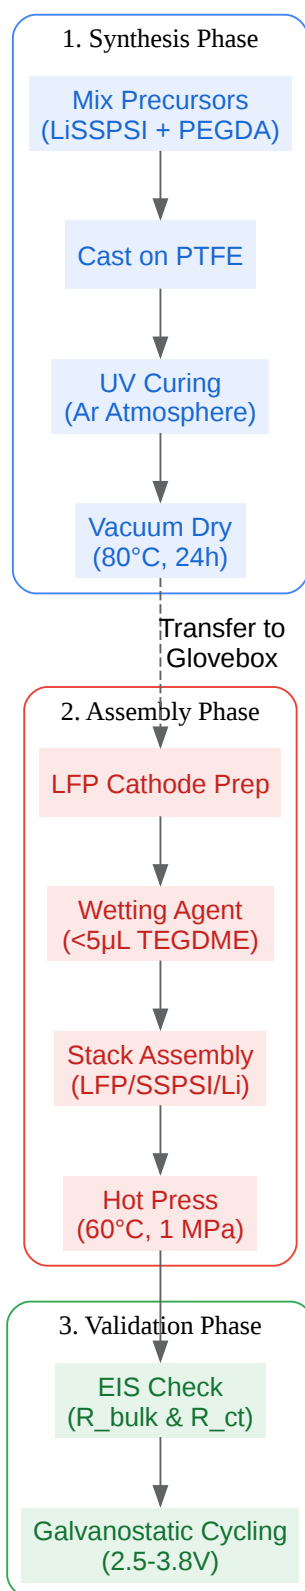 1. Synthesis Phase
Mix Precursors
(LiSSPSI + PEGDA)
Cast on PTFE
UV Curing
(Ar Atmosphere)
Vacuum Dry
(80°C, 24h)
Transfer to
Glovebox
2. Assembly Phase
LFP Cathode Prep
Wetting Agent
(<5µL TEGDME)
Stack Assembly
(LFP/SSPSI/Li)
Hot Press
(60°C, 1 MPa)
3. Validation Phase
EIS Check
(R_bulk & R_ct)
Galvanostatic Cycling
(2.5-3.8V)